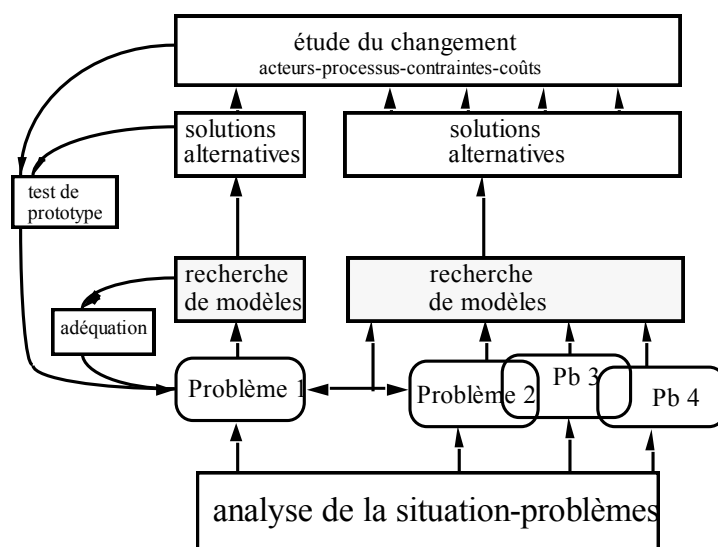 étude du changement
acteurs-processus-contraintes-coûts
solutions
alternatives
solutions
alternatives
test de
prototype
recherche
de modèles
recherche
de modèles
adéquation
Problème 1
Problème 2
Pb 3
Pb 4
analyse de la situation-problèmes